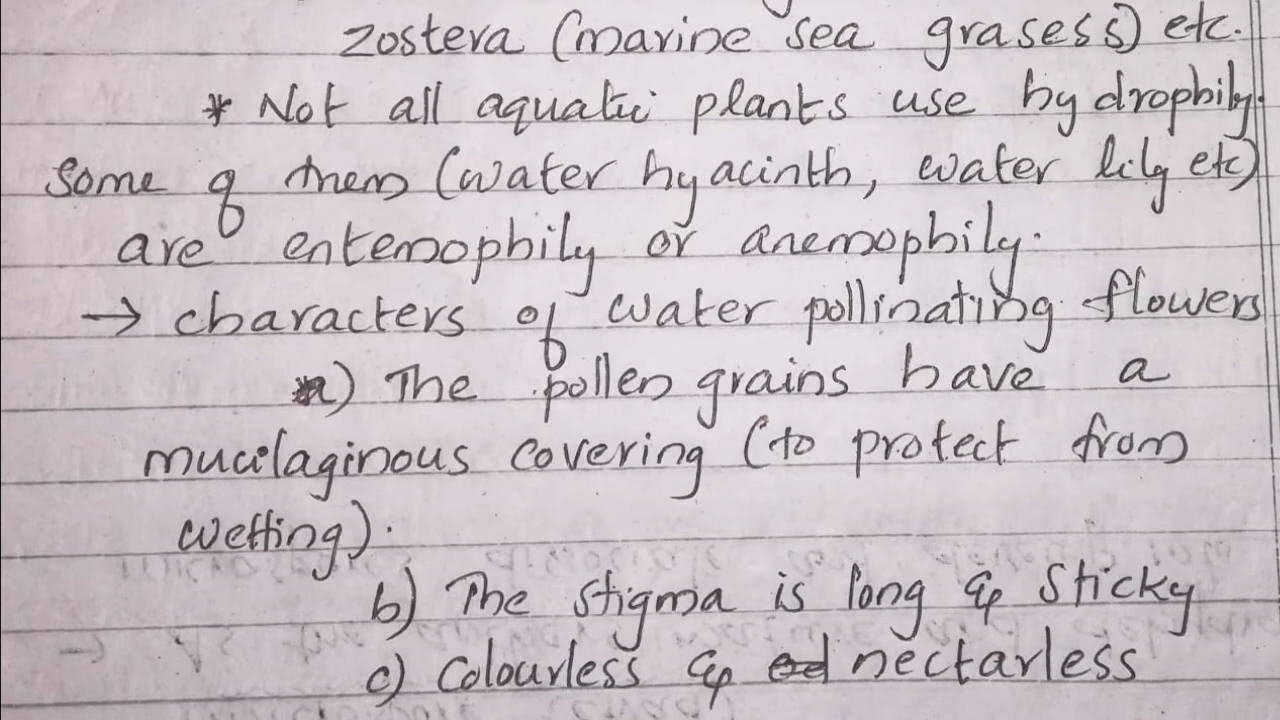 Zostera (marine sea grasess) etc.
* Not all aquatic plants use hydrophily.
Some of them (water hyacinth, water lily etc)
are entemophily or anemophily.
→ characters of water pollinating flowers
a) The pollen grains have a
mucilaginous covering (to protect from
wetting).
b) The stigma is long & sticky
c) Colourless & nectarless